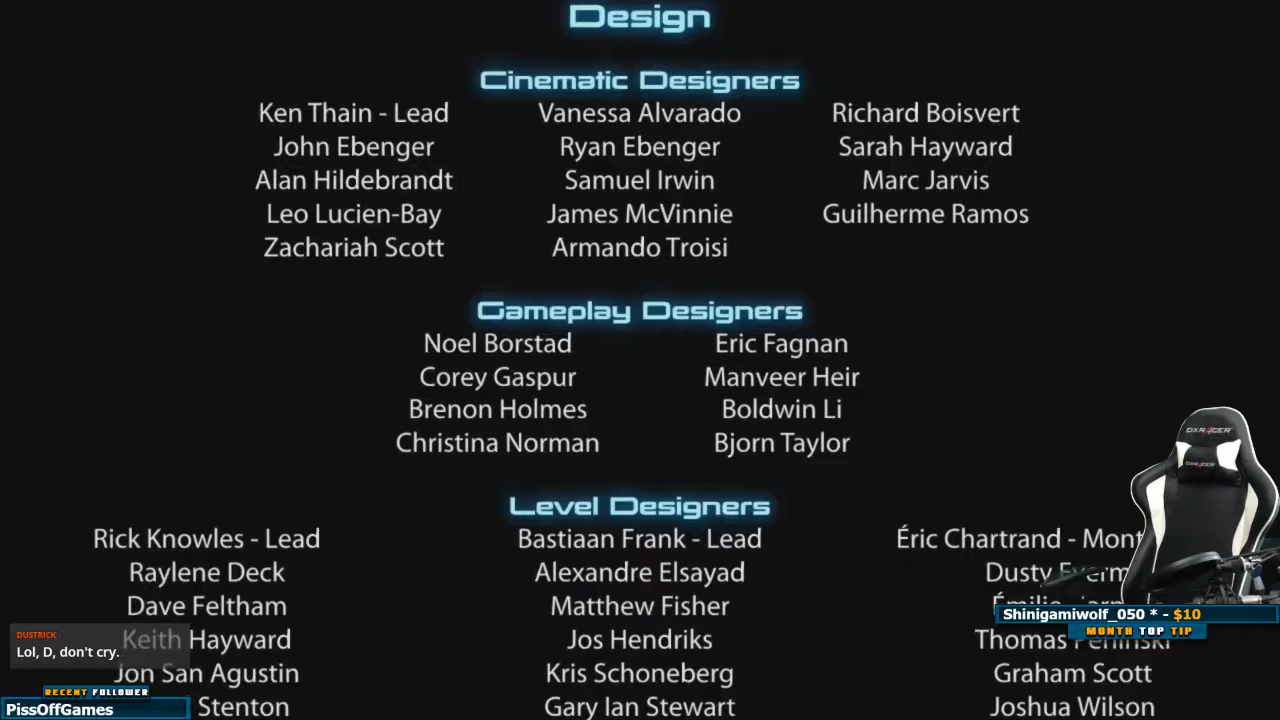 Design
Cinematic Designers
Ken Thain - Lead Vanessa Alvarado Richard Boisvert
John Ebenger Ryan Ebenger Sarah Hayward
Alan Hildebrandt Samuel Irwin Marc Jarvis
Leo Lucien-Bay James McVinnie Guilherme Ramos
Zachariah Scott Armando Troisi
Gameplay Designers
Noel Borstad Eric Fagnan
Corey Gaspur Manveer Heir
Brenon Holmes Boldwin Li
Christina Norman Bjorn Taylor
Level Designers
Rick Knowles - Lead Bastiaan Frank - Lead Éric Chartrand -
Raylene Deck Alexandre Elsayad Dusty
Dave Feltham Matthew Fisher
Keith Hayward Jos Hendriks Thomas
Jon San Agustin Kris Schoneberg Graham Scott
Stenton Gary Ian Stewart Joshua Wilson
DXRACER
DXRACER
Shinigamiwolf_050 * - $10
MONTH TOP TIP
DUSTRICK
Lol, D, don't cry.
RECENT FOLLOWER
PissOffGames